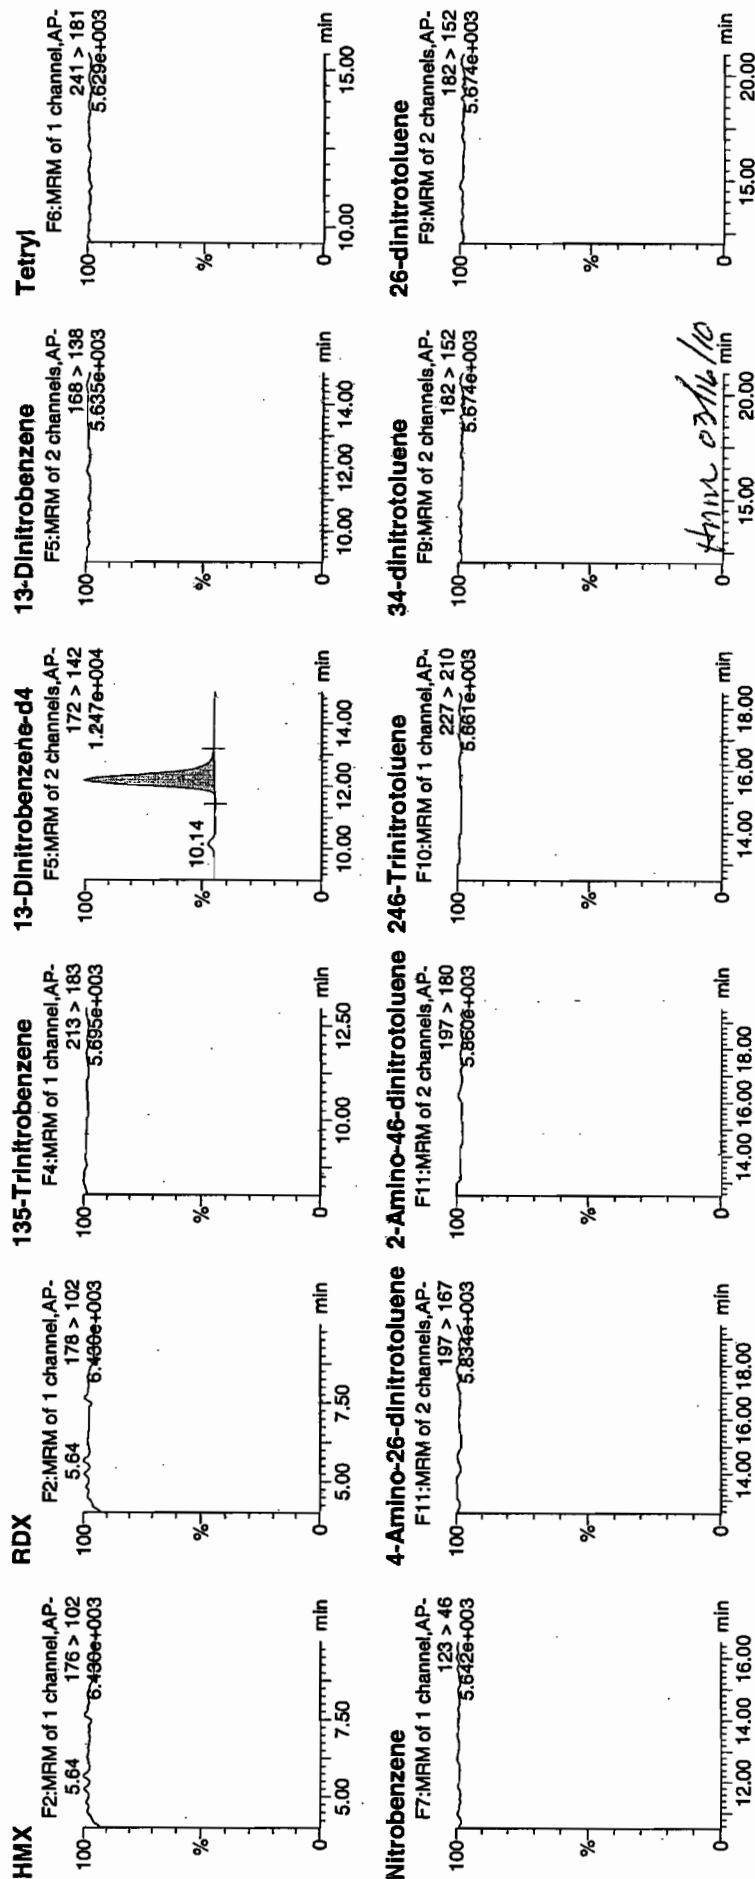 HMX
F2:MRM of 1 channel,AP-
176 > 102
6.430e+003
100
5.64
%
0
5.00 7.50 min
RDX
F2:MRM of 1 channel,AP-
178 > 102
6.430e+003
100
5.64
%
0
5.00 7.50 min
135-Trinitrobenzene
F4:MRM of 1 channel,AP-
213 > 183
5.695e+003
100
%
0
10.00 12.50 min
13-Dinitrobenzene-d4
F5:MRM of 2 channels,AP-
172 > 142
1.247e+004
100
10.14
%
0
10.00 12.00 14.00 min
13-Dinitrobenzene
F5:MRM of 2 channels,AP-
168 > 138
5.635e+003
100
%
0
10.00 12.00 14.00 min
Tetryl
F6:MRM of 1 channel,AP-
241 > 181
5.629e+003
100
%
0
10.00 15.00 min
Nitrobenzene
F7:MRM of 1 channel,AP-
123 > 46
5.642e+003
100
%
0
12.00 14.00 16.00 min
4-Amino-26-dinitrotoluene
F11:MRM of 2 channels,AP-
197 > 167
5.834e+003
100
%
0
14.00 16.00 18.00 min
2-Amino-46-dinitrotoluene
F11:MRM of 2 channels,AP-
197 > 180
5.860e+003
100
%
0
14.00 16.00 18.00 min
246-Trinitrotoluene
F10:MRM of 1 channel,AP-
227 > 210
5.661e+003
100
%
0
14.00 16.00 18.00 min
34-dinitrotoluene
F9:MRM of 2 channels,AP-
182 > 152
5.674e+003
100
%
03/16/10
0
15.00 20.00 min
26-dinitrotoluene
F9:MRM of 2 channels,AP-
182 > 152
5.674e+003
100
%
0
15.00 20.00 min